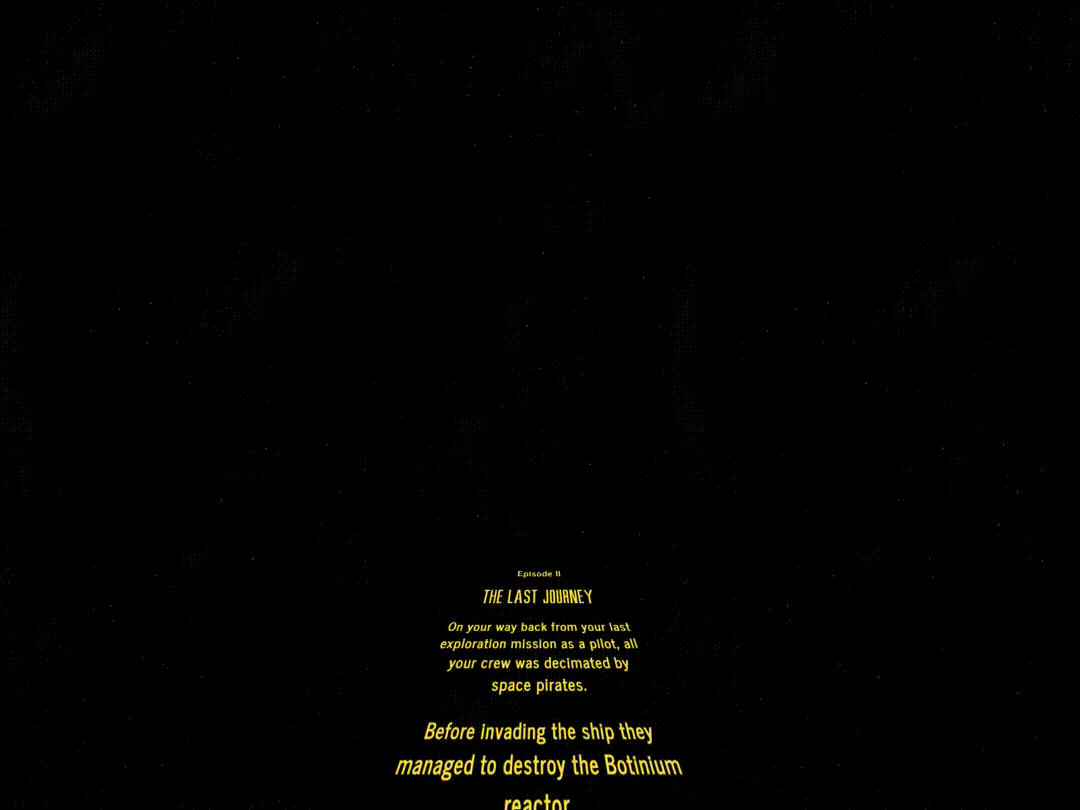 Episode II
THE LAST JOURNEY
On your way back from your last
exploration mission as a pilot, all
your crew was decimated by
space pirates.
Before invading the ship they
managed to destroy the Botinium
reactor